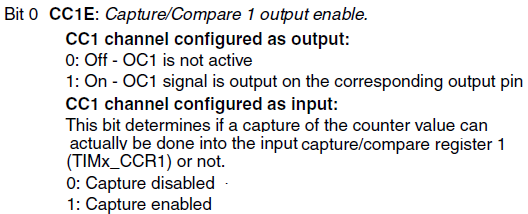 Bit 0 CC1E: Capture/Compare 1 output enable.
CC1 channel configured as output:
0: Off - OC1 is not active
1: On - OC1 signal is output on the corresponding output pin
CC1 channel configured as input:
This bit determines if a capture of the counter value can
actually be done into the input capture/compare register 1
(TIMx_CCR1) or not.
0: Capture disabled
1: Capture enabled